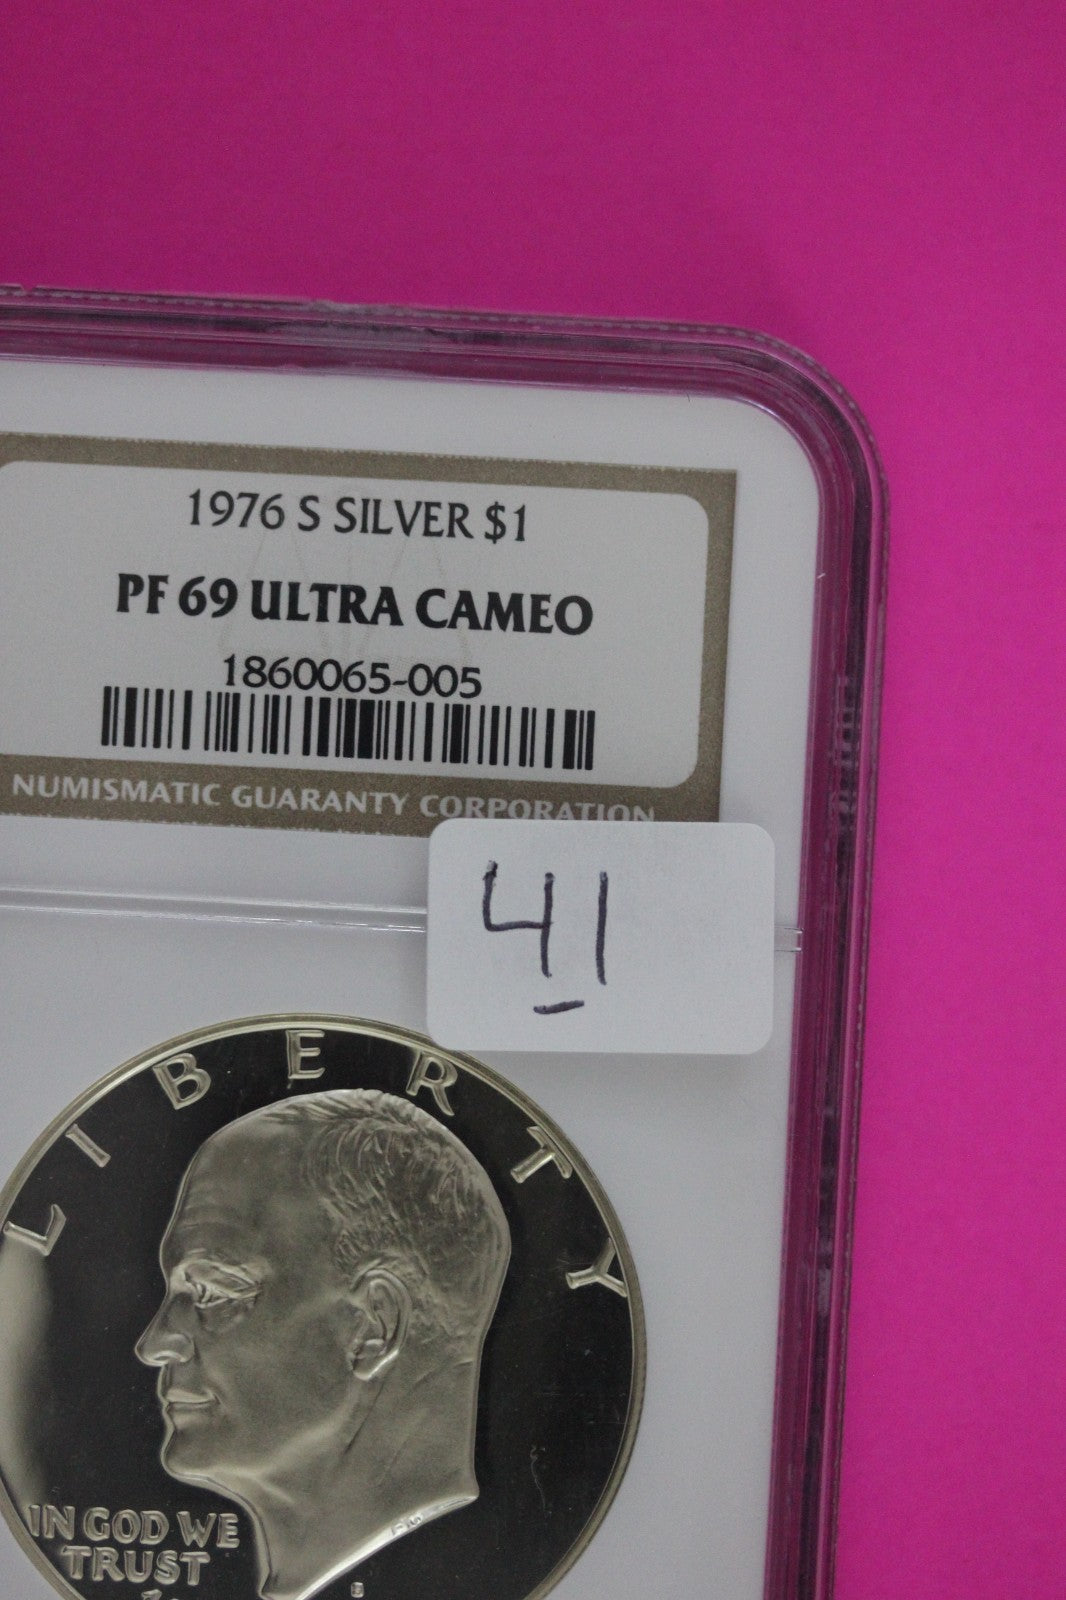 1976 S SILVER $1
PF 69 ULTRA CAMEO
1860065-005
NUMISMATIC GUARANTY CORPORATION
41
LIBERTY
IN GOD WE
TRUST